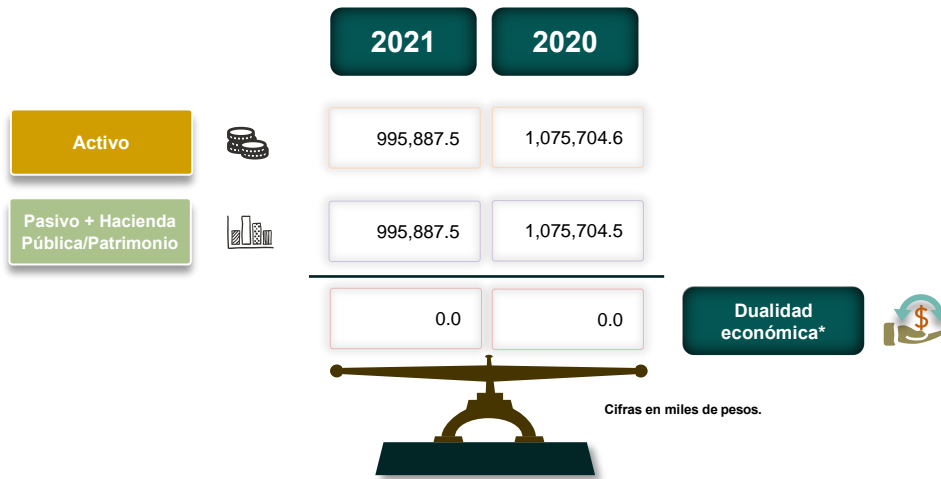 2021 2020
Activo 995,887.5 1,075,704.6
Pasivo + Hacienda
Pública/Patrimonio 995,887.5 1,075,704.5
0.0 0.0 Dualidad
económica*
$
Cifras en miles de pesos.